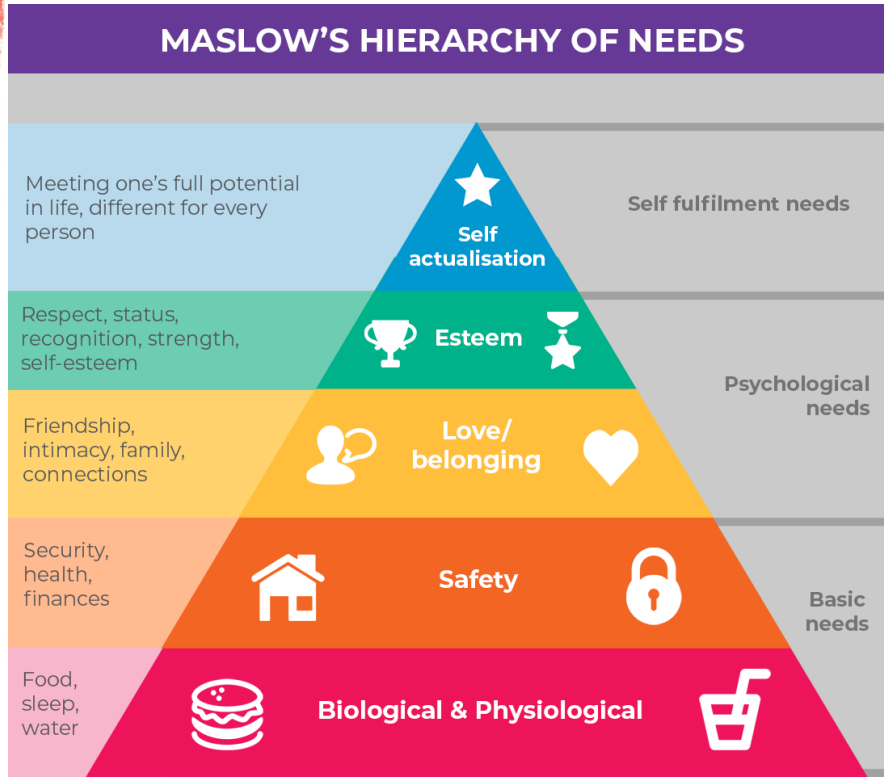 MASLOW'S HIERARCHY OF NEEDS
Meeting one's full potential
in life, different for every
person
Self
actualisation
Self fulfilment needs
Respect, status,
recognition, strength,
self-esteem
Esteem
Psychological
needs
Friendship,
intimacy, family,
connections
Love/
belonging
Security,
health,
finances
Safety
Basic
needs
Food,
sleep,
water
Biological & Physiological